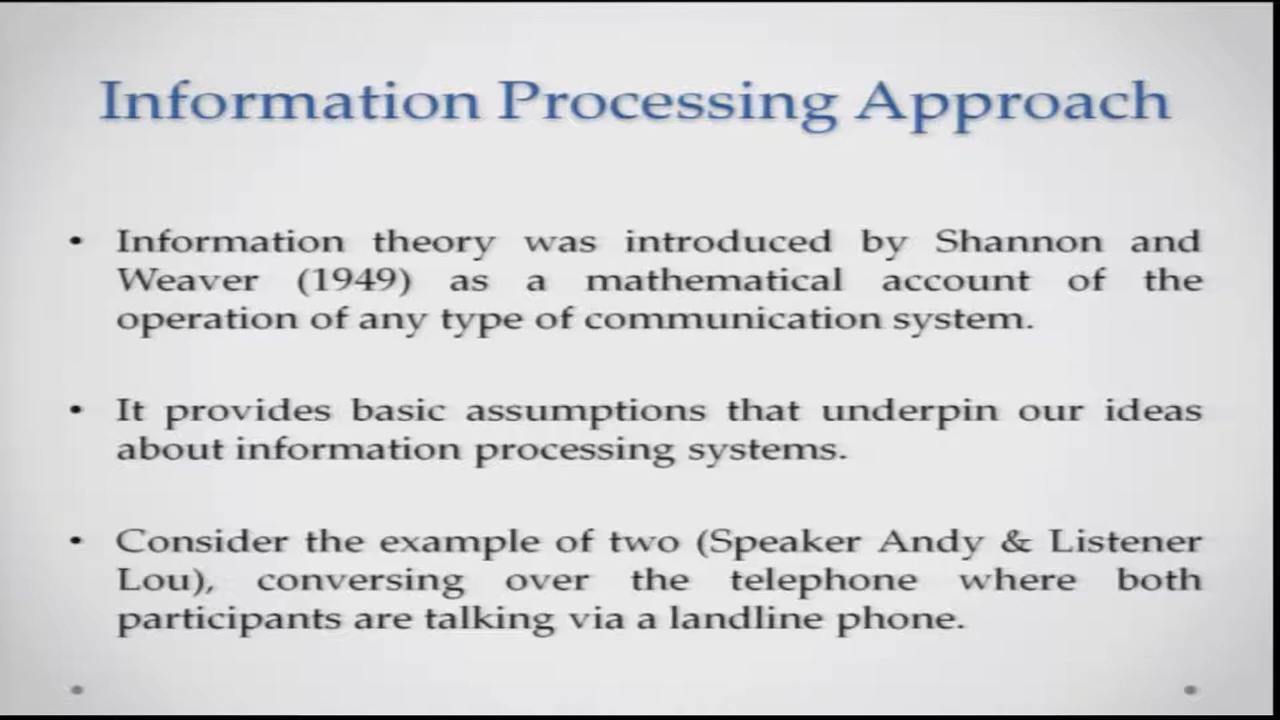 Information Processing Approach
• Information theory was introduced by Shannon and
Weaver (1949) as a mathematical account of the
operation of any type of communication system.
• It provides basic assumptions that underpin our ideas
about information processing systems.
• Consider the example of two (Speaker Andy & Listener
Lou), conversing over the telephone where both
participants are talking via a landline phone.